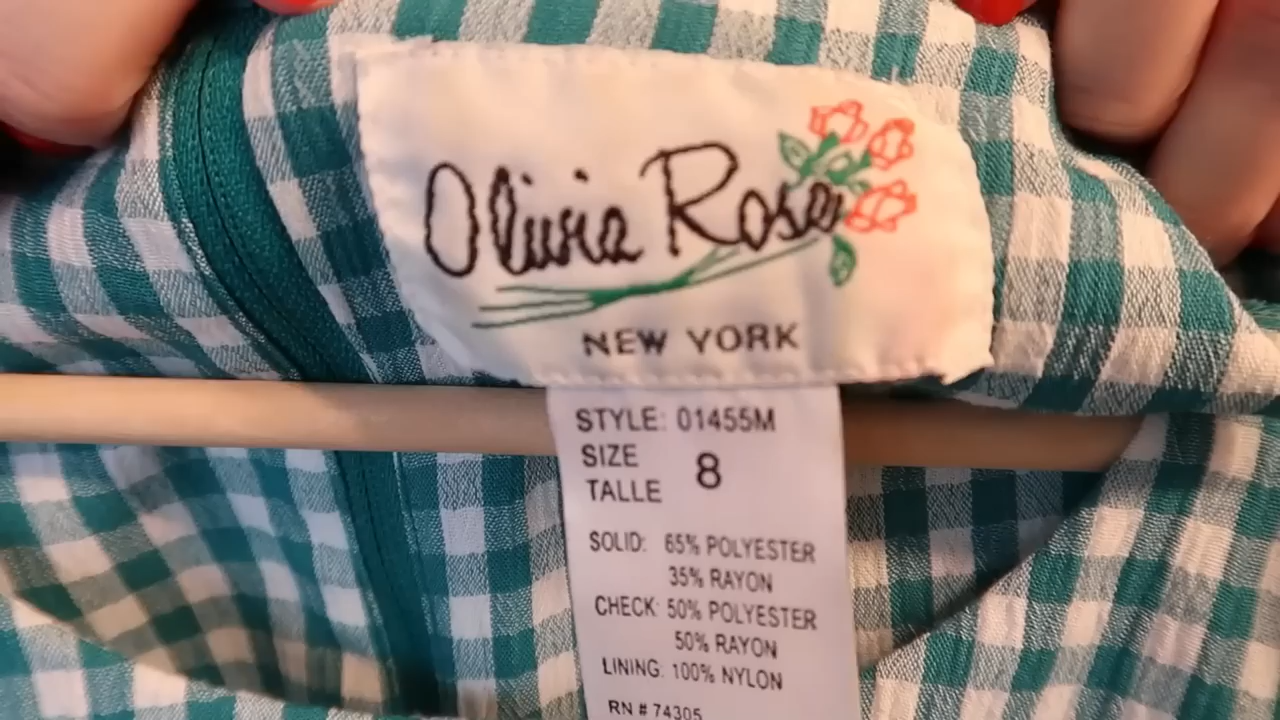 Olivia Rose
NEW YORK
STYLE: 01455M
SIZE 8
TALLE
SOLID: 65% POLYESTER
35% RAYON
CHECK: 50% POLYESTER
50% RAYON
LINING: 100% NYLON
RN # 74305